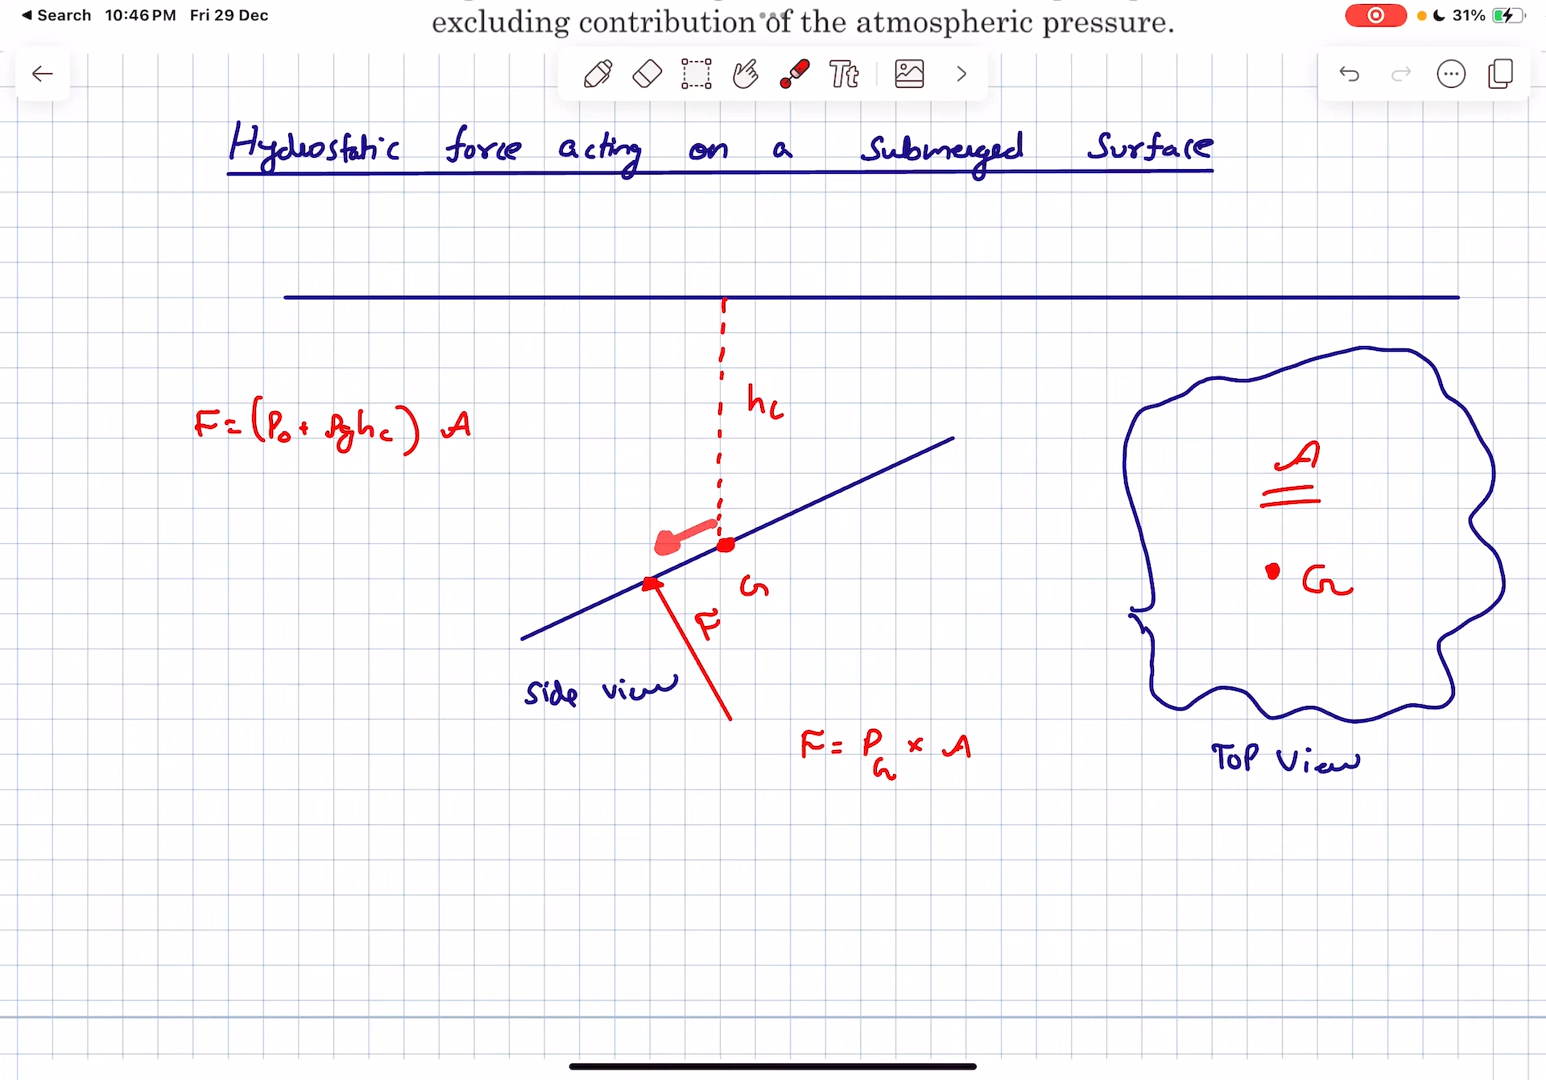 Search 10:46 PM Fri 29 Dec
31%
excluding contribution of the atmospheric pressure.
Tt
Hydrostatic force acting on a Submerged Surface
hc
F = (P0 + ρghc) A
A
G
G
F
Side view
F = PG × A
TOP View